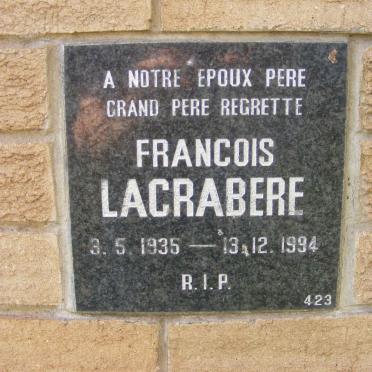 A NOTRE EPOUX PERE
GRAND PERE REGRETTE
FRANCOIS
LACRABERE
3. 5. 1935 — 13. 12. 1994
R.I.P.
423